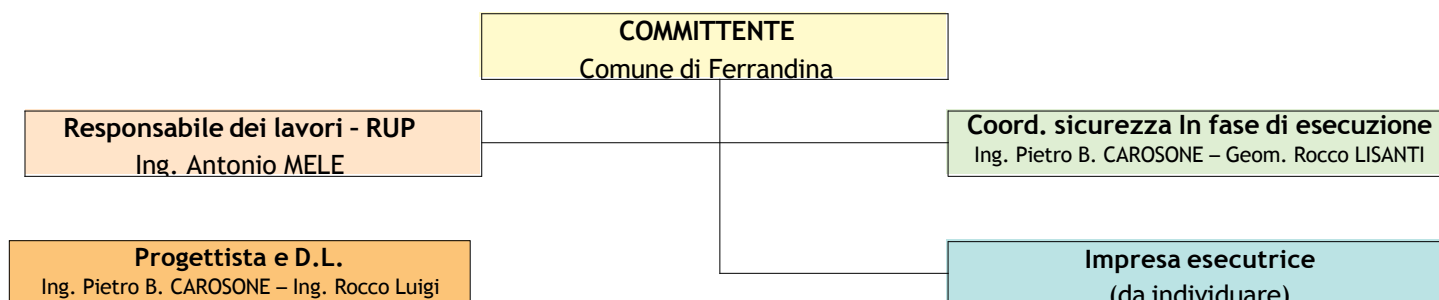 COMMITTENTE
Comune di Ferrandina
Responsabile dei lavori – RUP
Ing. Antonio MELE
Coord. sicurezza In fase di esecuzione
Ing. Pietro B. CAROSONE – Geom. Rocco LISANTI
Progettista e D.L.
Ing. Pietro B. CAROSONE – Ing. Rocco Luigi
Impresa esecutrice
(da individuare)